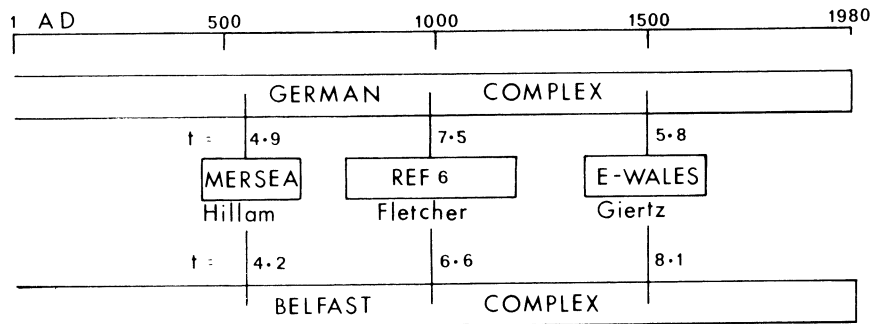 1 AD 500 1000 1500 1980
GERMAN COMPLEX
t = 4·9 7·5 5·8
MERSEA REF 6 E-WALES
Hillam Fletcher Giertz
t = 4·2 6·6 8·1
BELFAST COMPLEX